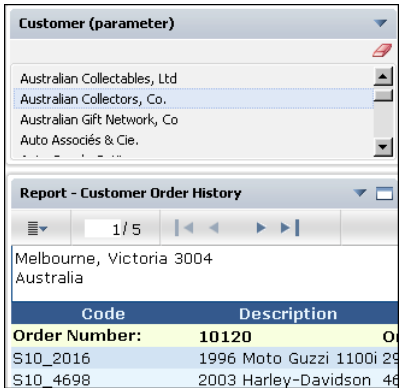 Customer (parameter)
Australian Collectables, Ltd
Australian Collectors, Co.
Australian Gift Network, Co
Auto Associés & Cie.
Report - Customer Order History
1/ 5
Melbourne, Victoria 3004
Australia
Code Description
Order Number: 10120
S10_2016 1996 Moto Guzzi 1100i
S10_4698 2003 Harley-Davidson